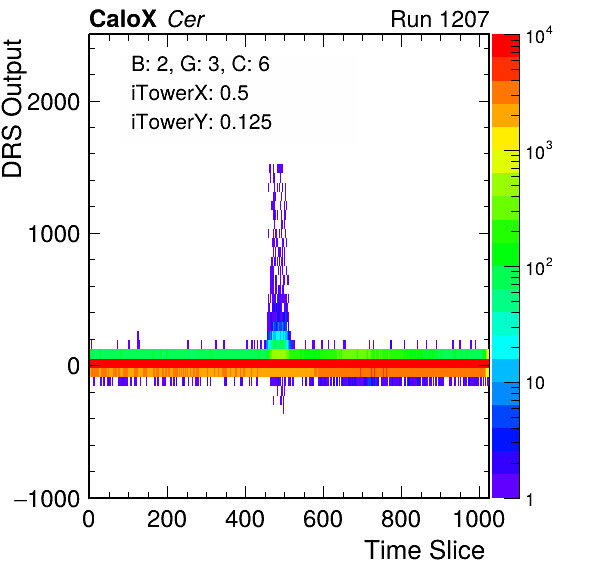 CaloX Cer Run 1207
B: 2, G: 3, C: 6
iTowerX: 0.5
iTowerY: 0.125
DRS Output
2000
1000
0
−1000
0 200 400 600 800 1000
Time Slice
10^4
10^3
10^2
10
1